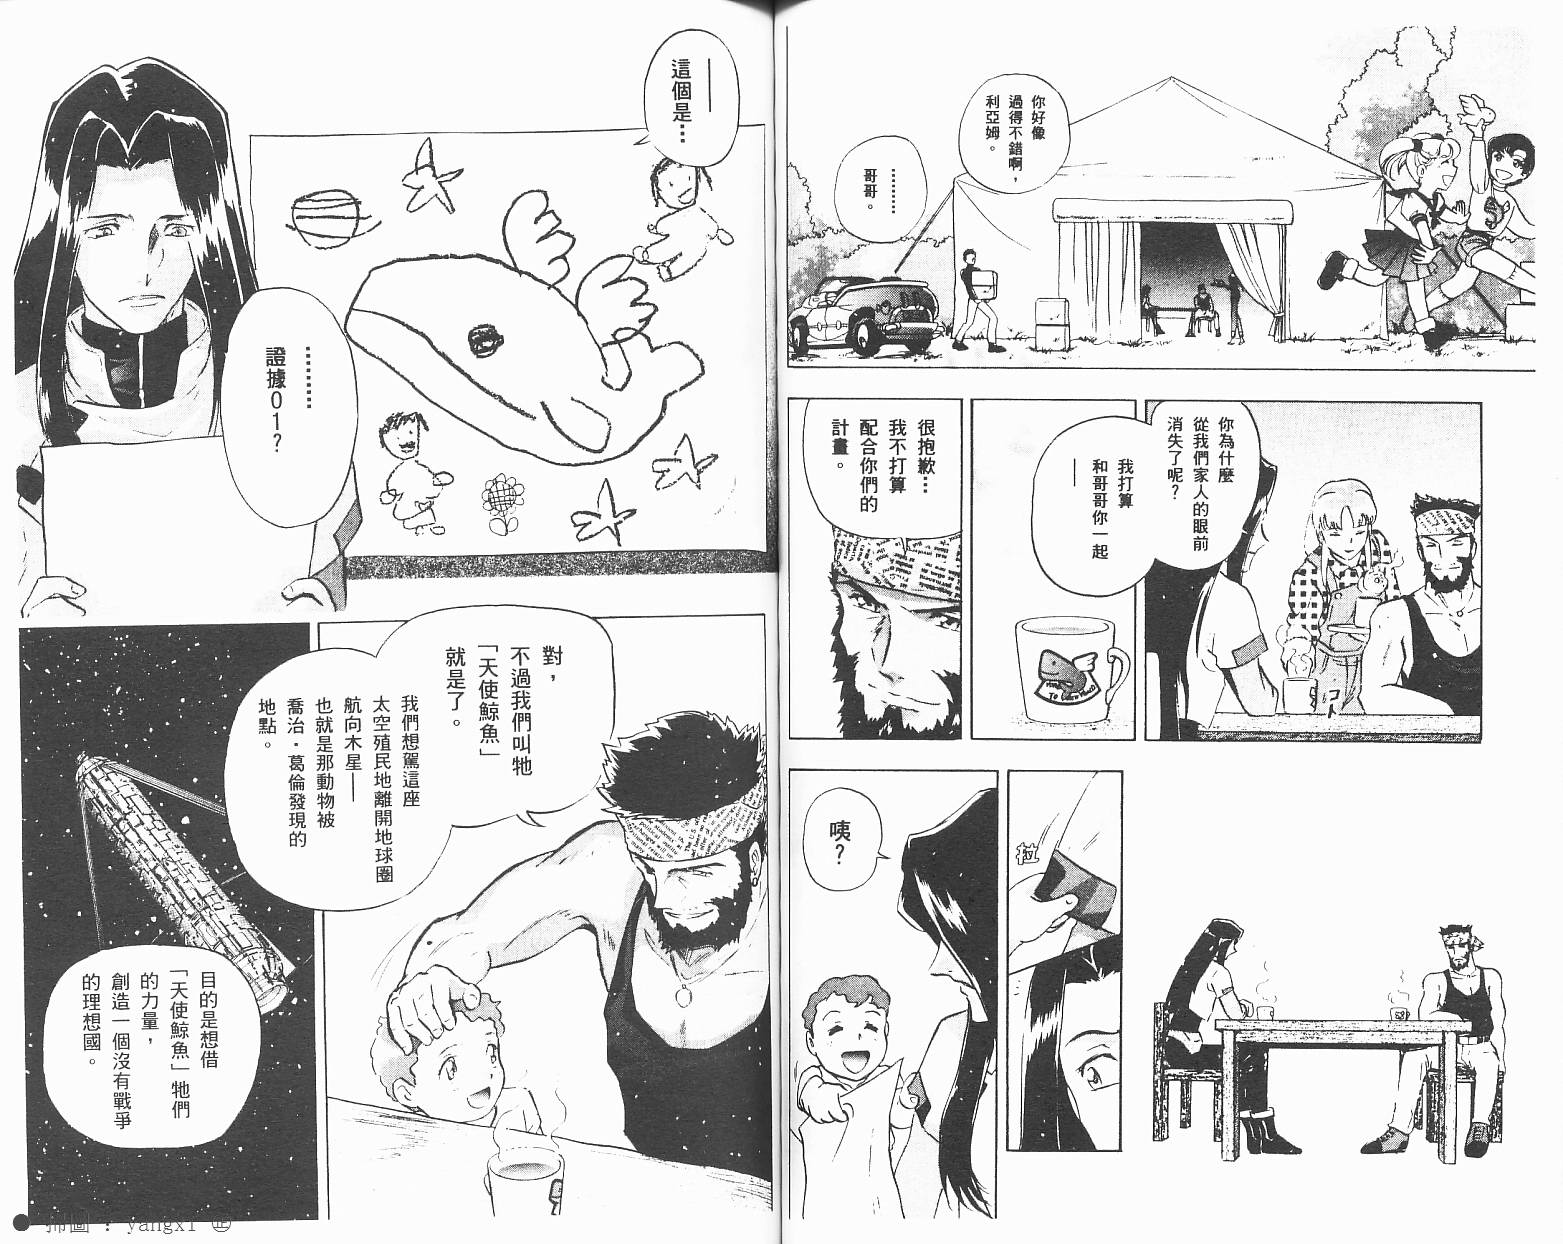 你好像
過得不錯啊，
利亞姆。
………
哥哥。
你為什麼
從我們家人的眼前
消失了呢？
コト
我打算
和哥哥你一起
——
很抱歉…
我不打算
配合你們的
計畫。
拉
咦？
——
這個是…
………
證據01？
對，
不過我們叫牠
「天使鯨魚」
就是了。
我們想駕這座
太空殖民地離開地球圈
航向木星——
也就是那動物被
喬治・葛倫發現的
地點。
目的是想借
「天使鯨魚」牠們
的力量，
創造一個沒有戰爭
的理想國。
掃圖 : yangxi